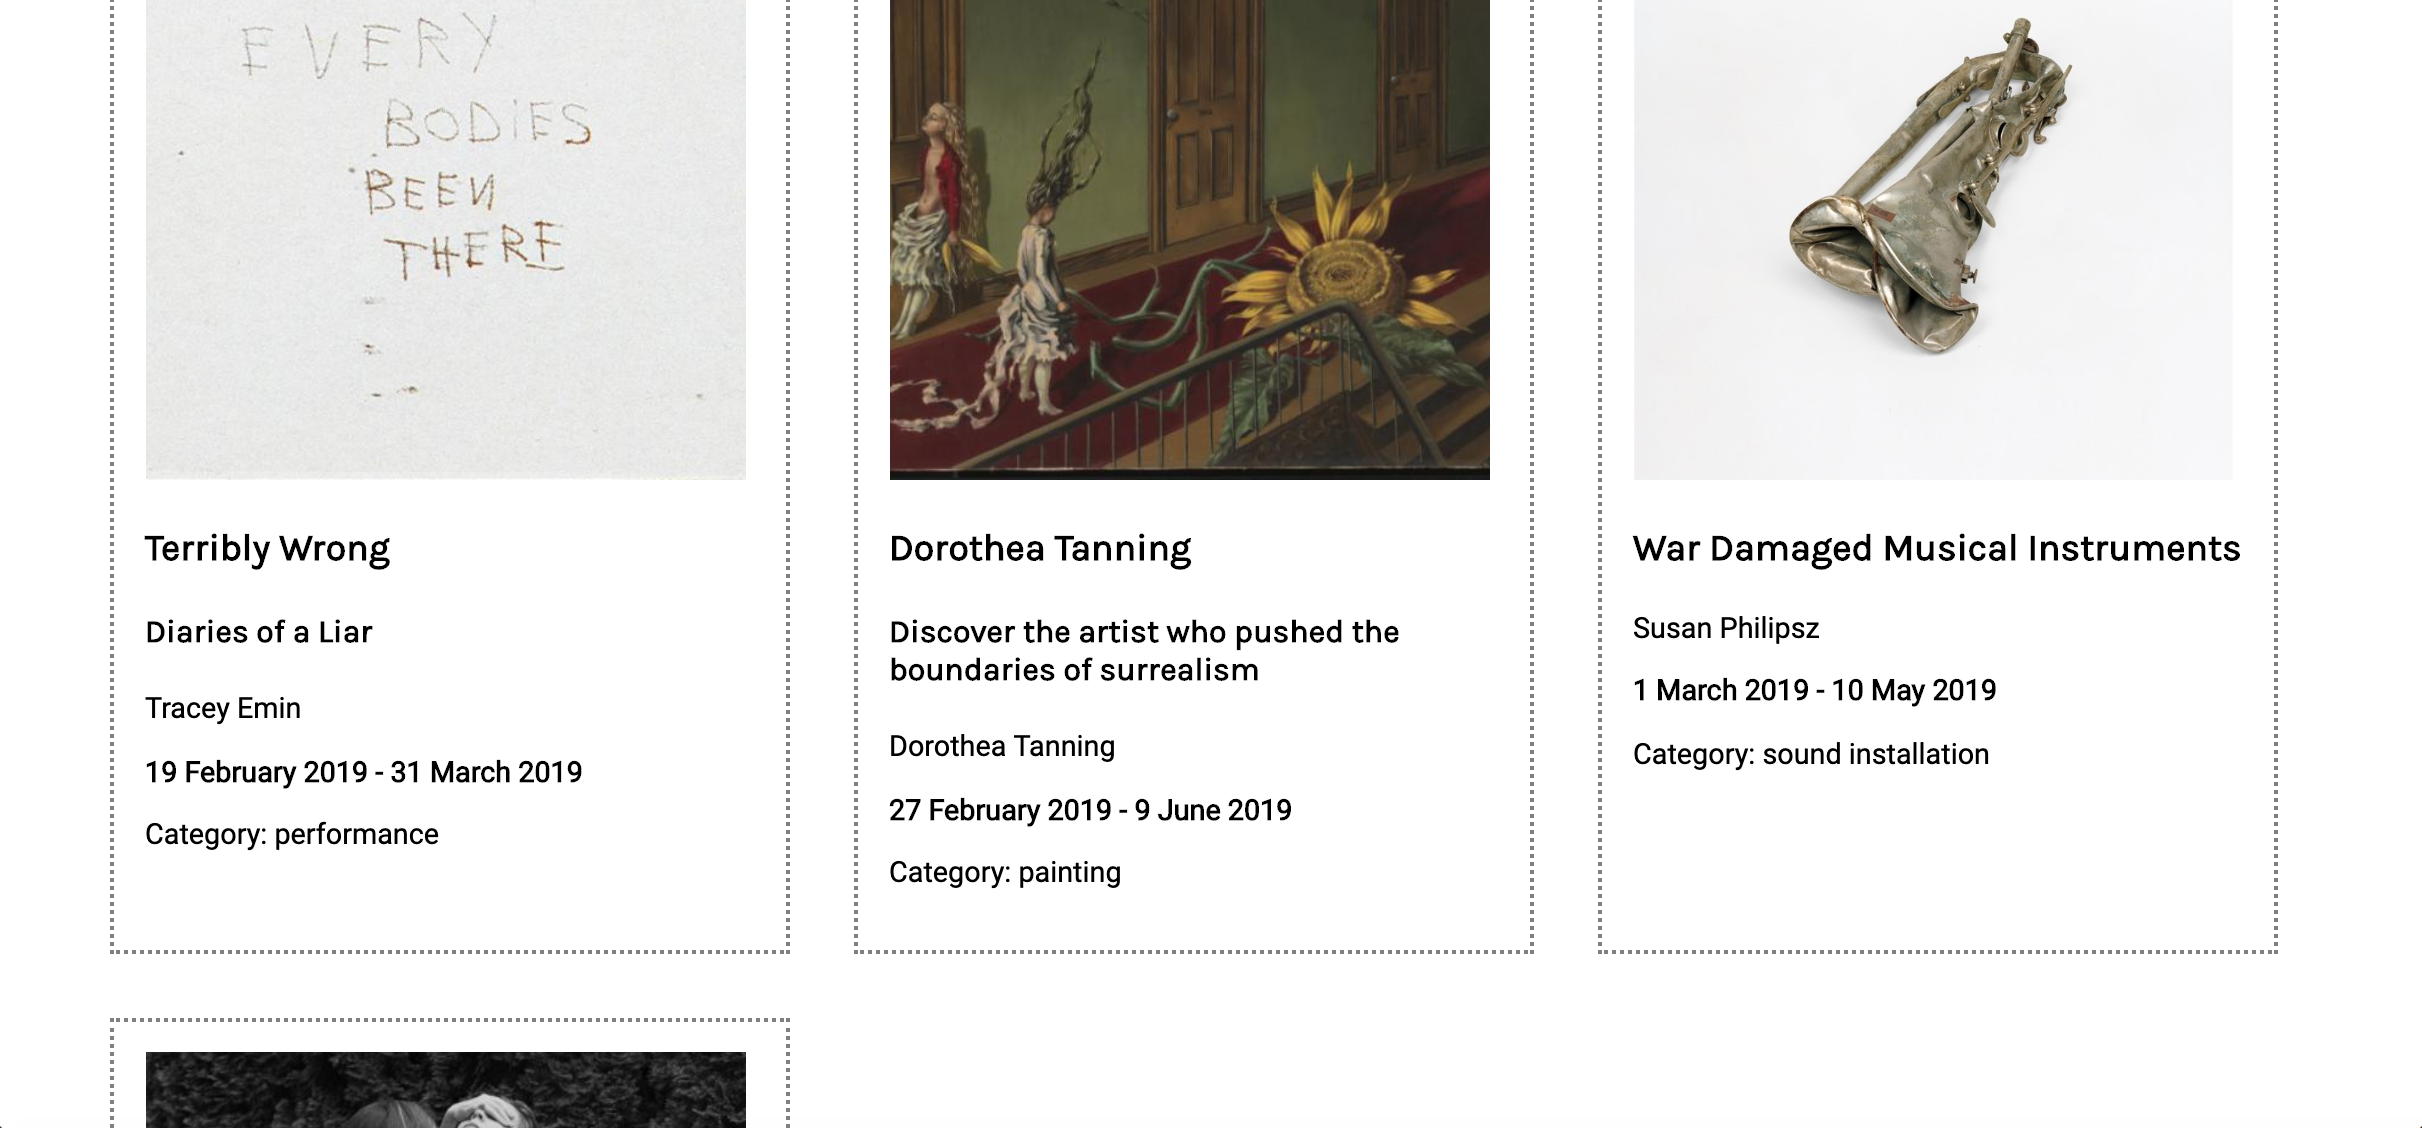 EVERY
BODIES
BEEN
THERE
Terribly Wrong
Diaries of a Liar
Tracey Emin
19 February 2019 - 31 March 2019
Category: performance
Dorothea Tanning
Discover the artist who pushed the
boundaries of surrealism
Dorothea Tanning
27 February 2019 - 9 June 2019
Category: painting
War Damaged Musical Instruments
Susan Philipsz
1 March 2019 - 10 May 2019
Category: sound installation